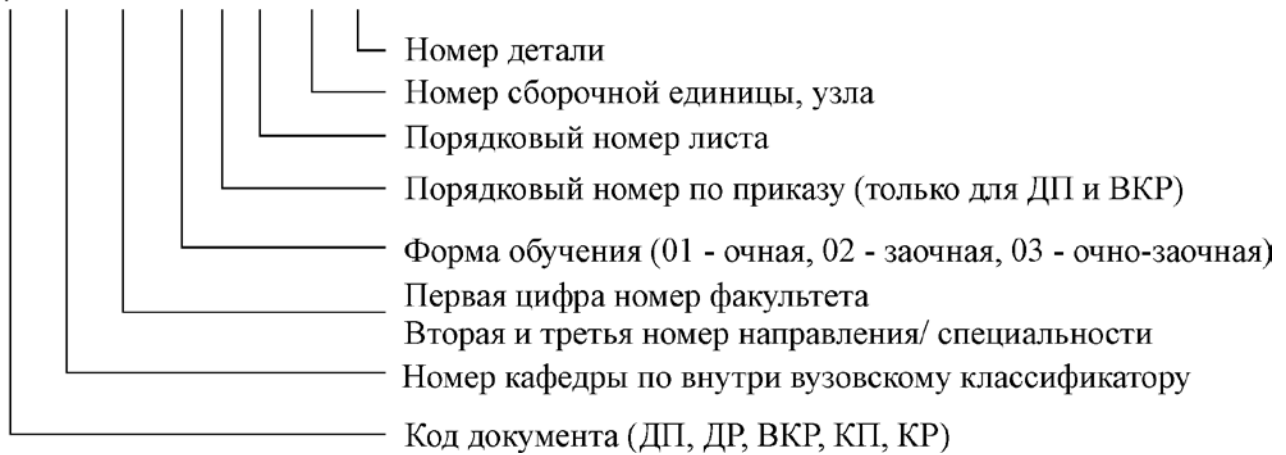 Номер детали
Номер сборочной единицы, узла
Порядковый номер листа
Порядковый номер по приказу (только для ДП и ВКР)
Форма обучения (01 - очная, 02 - заочная, 03 - очно-заочная)
Первая цифра номер факультета
Вторая и третья номер направления/ специальности
Номер кафедры по внутри вузовскому классификатору
Код документа (ДП, ДР, ВКР, КП, КР)